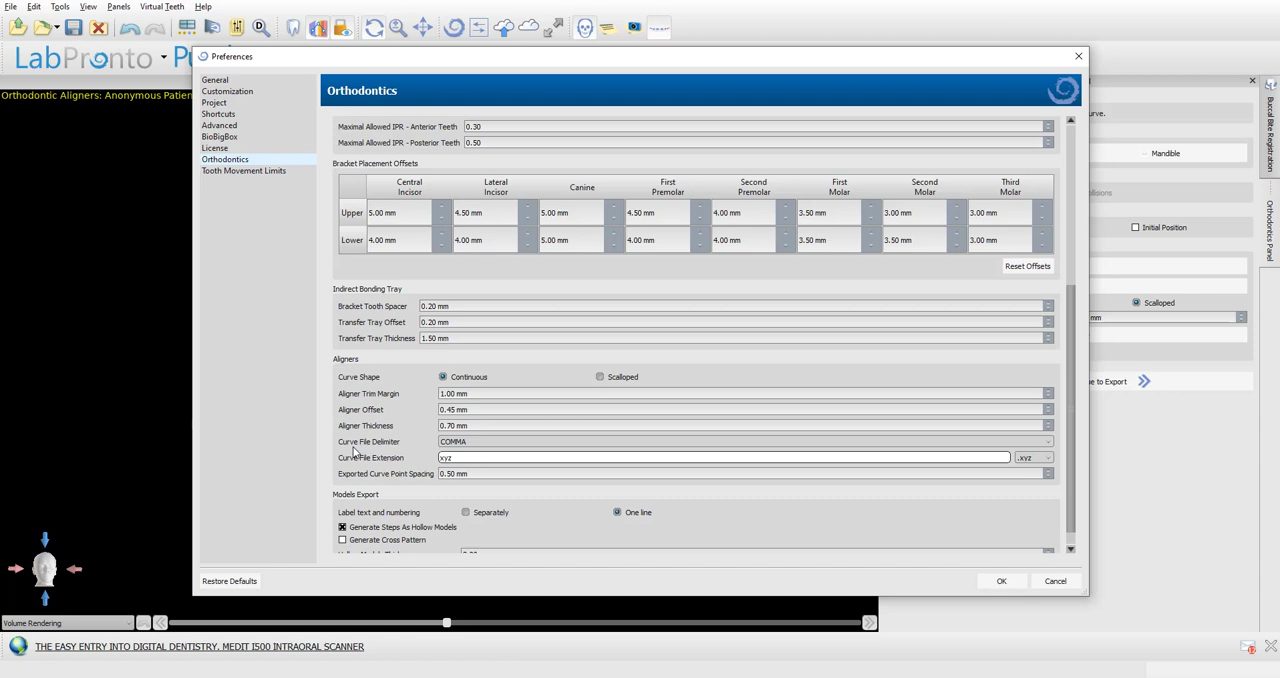 File Edit Tools View Panels Virtual Teeth Help
LabPronto
Preferences
Orthodontic Aligners: Anonymous Patien
General
Customization
Project
Shortcuts
Advanced
BioBigBox
License
Orthodontics
Tooth Movement Limits
Orthodontics
Maximal Allowed IPR - Anterior Teeth 0.30
Maximal Allowed IPR - Posterior Teeth 0.50
Bracket Placement Offsets
Central Incisor Lateral Incisor Canine First Premolar Second Premolar First Molar Second Molar Third Molar
Upper 5.00 mm 4.50 mm 5.00 mm 4.50 mm 4.00 mm 3.50 mm 3.00 mm 3.00 mm
Lower 4.00 mm 4.00 mm 5.00 mm 4.00 mm 4.00 mm 3.50 mm 3.50 mm 3.00 mm
Reset Offsets
Indirect Bonding Tray
Bracket Tooth Spacer 0.20 mm
Transfer Tray Offset 0.20 mm
Transfer Tray Thickness 1.50 mm
Aligners
Curve Shape Continuous Scalloped
Aligner Trim Margin 1.00 mm
Aligner Offset 0.45 mm
Aligner Thickness 0.70 mm
Curve File Delimiter COMMA
Curve File Extension xyz .xyz
Exported Curve Point Spacing 0.50 mm
Models Export
Label text and numbering Separately One line
Generate Steps As Hollow Models
Generate Cross Pattern
Restore Defaults OK Cancel
urve.
Mandible
ollisions
Initial Position
Scalloped
mm
e to Export
Buccal Bite Registration
Orthodontics Panel
Volume Rendering
THE EASY ENTRY INTO DIGITAL DENTISTRY, MEDIT I500 INTRAORAL SCANNER